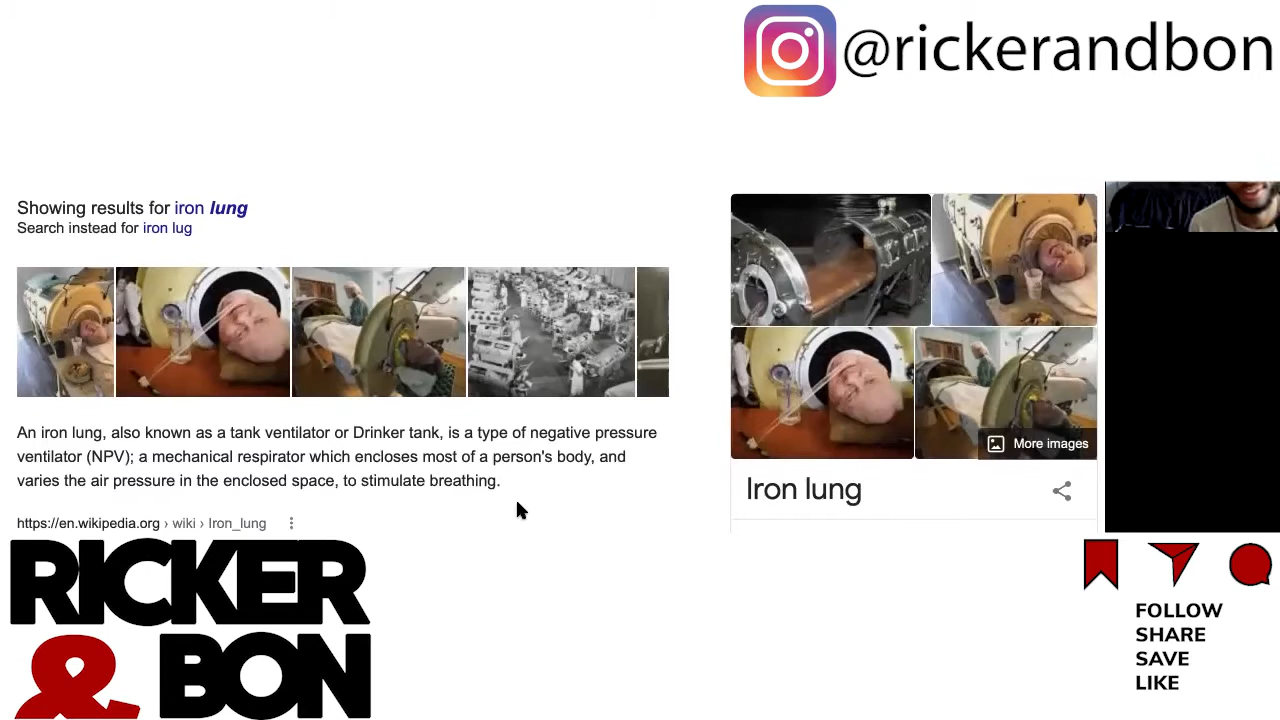 @rickerandbon
Showing results for iron lung
Search instead for iron lug
An iron lung, also known as a tank ventilator or Drinker tank, is a type of negative pressure
ventilator (NPV); a mechanical respirator which encloses most of a person's body, and
varies the air pressure in the enclosed space, to stimulate breathing.
https://en.wikipedia.org › wiki › Iron_lung
More images
Iron lung
RICKER
& BON
FOLLOW
SHARE
SAVE
LIKE